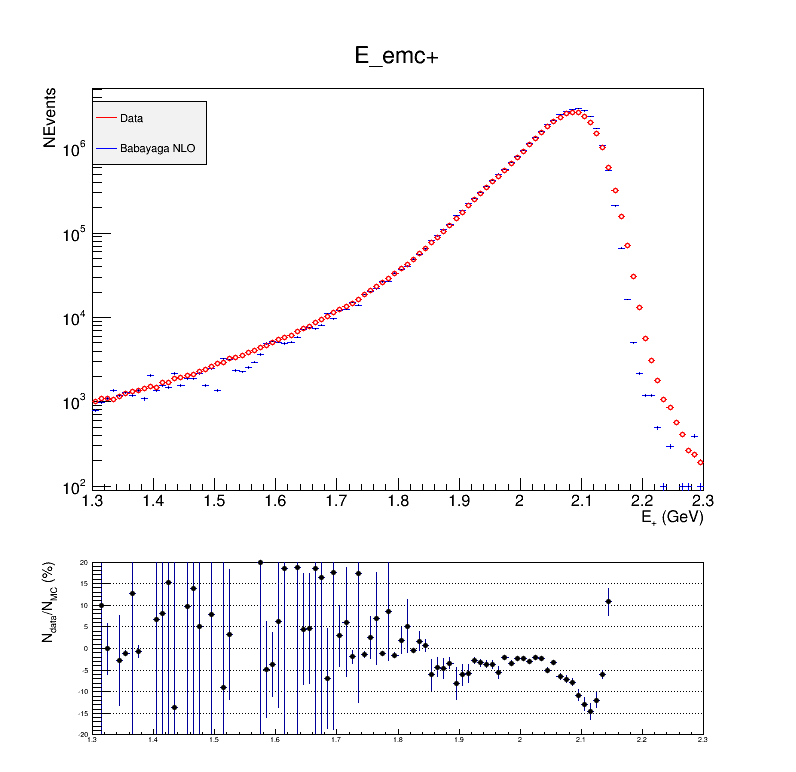 E_emc+
NEvents
Data
Babayaga NLO
10^6
10^5
10^4
10^3
10^2
1.3 1.4 1.5 1.6 1.7 1.8 1.9 2 2.1 2.2 2.3
E_+ (GeV)
N_data/N_MC (%)
20
15
10
5
0
-5
-10
-15
-20
1.3 1.4 1.5 1.6 1.7 1.8 1.9 2 2.1 2.2 2.3